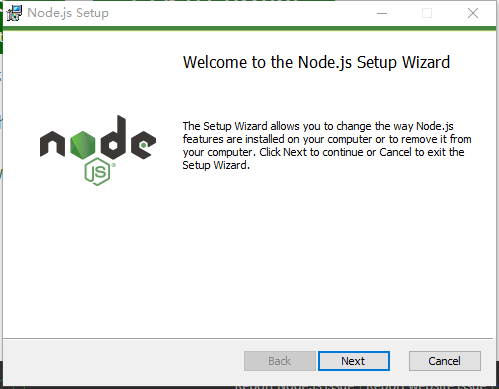 Node.js Setup
Welcome to the Node.js Setup Wizard
node
JS
®
The Setup Wizard allows you to change the way Node.js
features are installed on your computer or to remove it from
your computer. Click Next to continue or Cancel to exit the
Setup Wizard.
Back
Next
Cancel